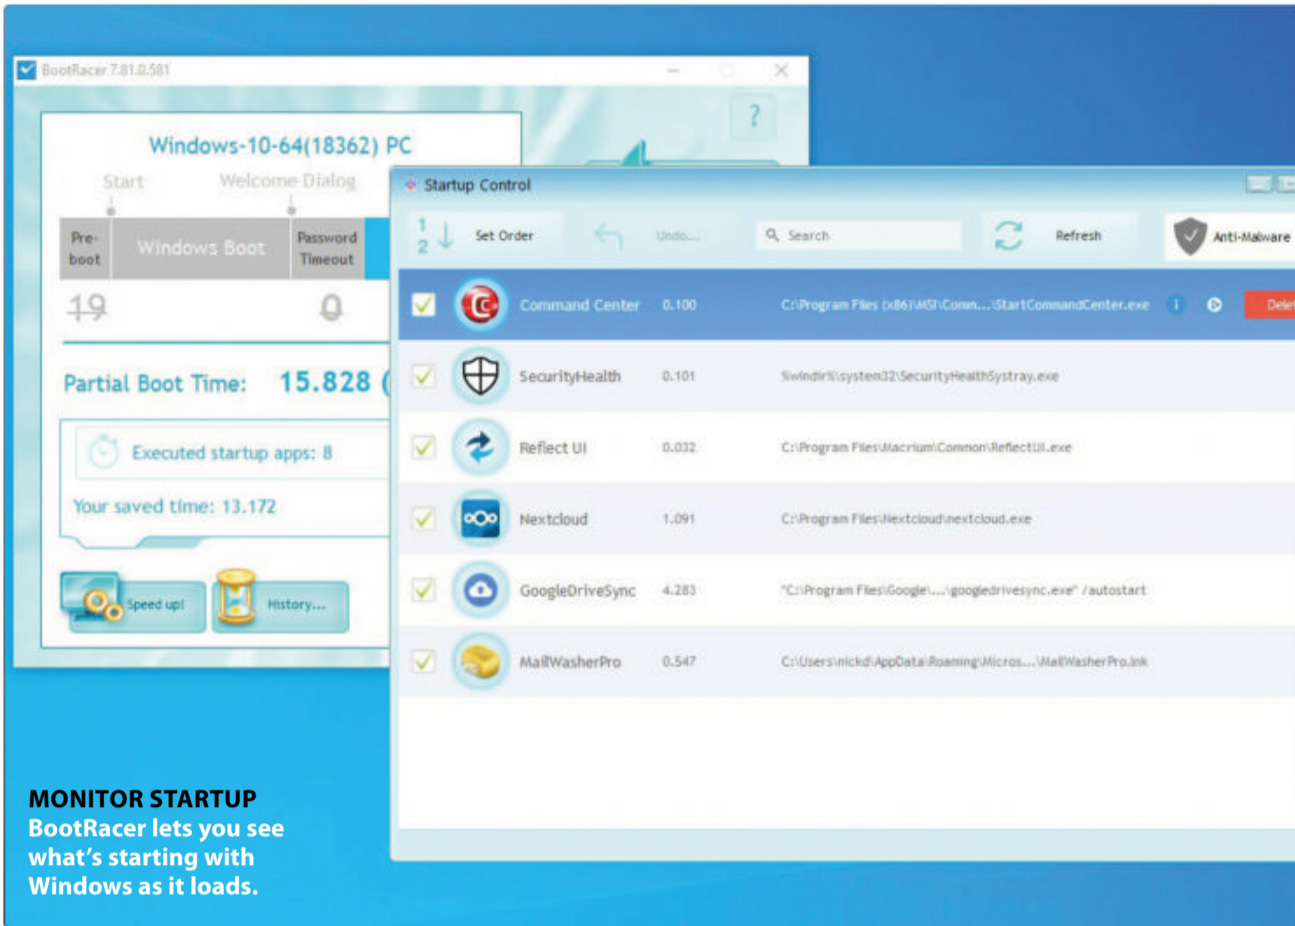 BootRacer 7.81.0.581
?
Windows-10-64(18362) PC
Start Welcome Dialog
Pre-boot Windows Boot Password Timeout
19 0
Partial Boot Time: 15.828 (
Executed startup apps: 8
Your saved time: 13.172
Speed up!
History...
Startup Control
1 2 Set Order
Undo...
Search
Refresh
Anti-Malware
Command Center 0.100 C:\Program Files (x86)\MSI\Comm...\StartCommandCenter.exe i Delet
SecurityHealth 0.101 %windir%\system32\SecurityHealthSystray.exe
Reflect UI 0.032 C:\Program Files\Macrium\Common\ReflectUI.exe
Nextcloud 1.091 C:\Program Files\Nextcloud\nextcloud.exe
GoogleDriveSync 4.283 "C:\Program Files\Google\...\googledrivesync.exe" /autostart
MailWasherPro 0.547 C:\Users\nickd\AppData\Roaming\Micros...\MailWasherPro.lnk
MONITOR STARTUP
BootRacer lets you see
what's starting with
Windows as it loads.